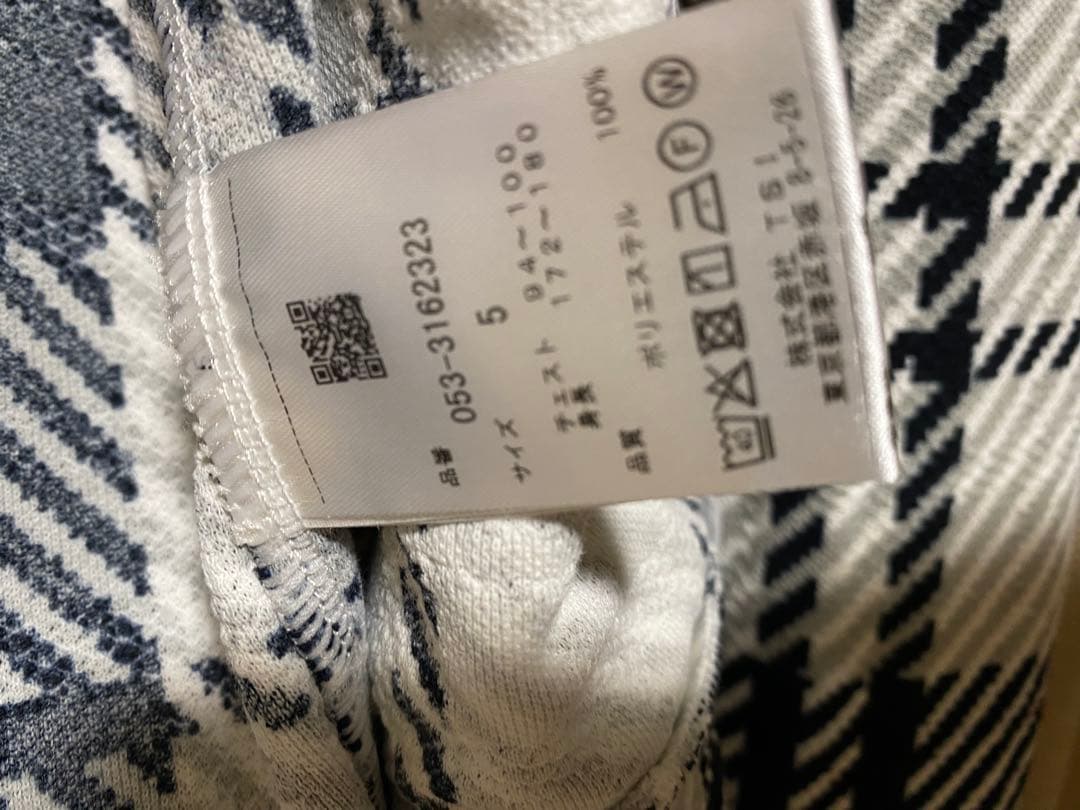 品番
053-3162323
サイズ 5
チェスト 94~100
身長 172~180
品質
ポリエステル 100%
40
F W
株式会社 TSI
東京都港区赤坂 8-5-28